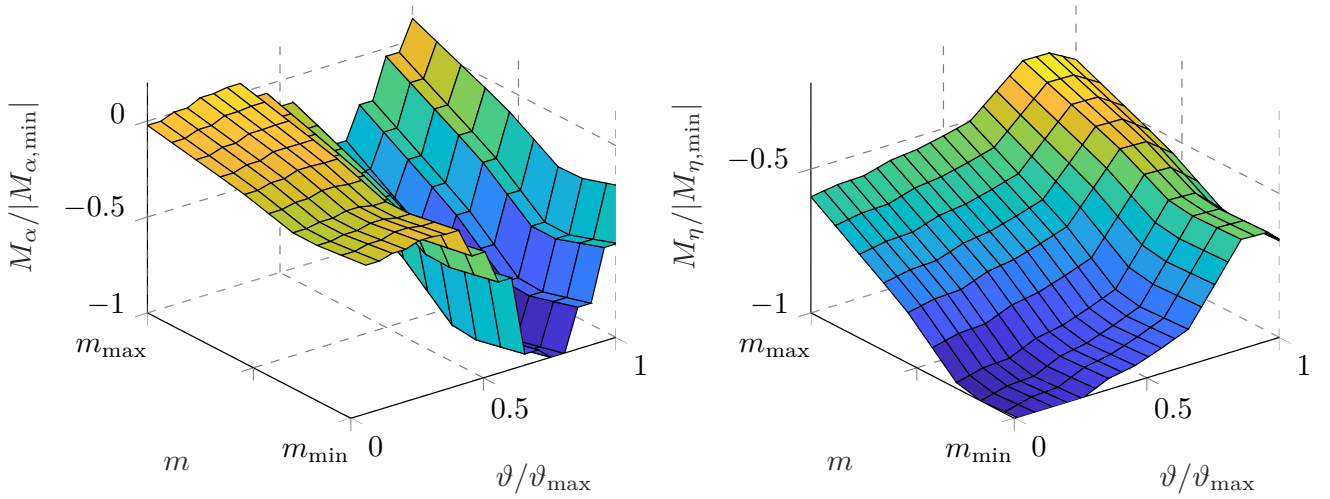 M_α/|M_α,min|
0
−0.5
−1
m_max
m
m_min
0
0.5
1
ϑ/ϑ_max
M_η/|M_η,min|
−0.5
−1
m_max
m
m_min
0
0.5
1
ϑ/ϑ_max